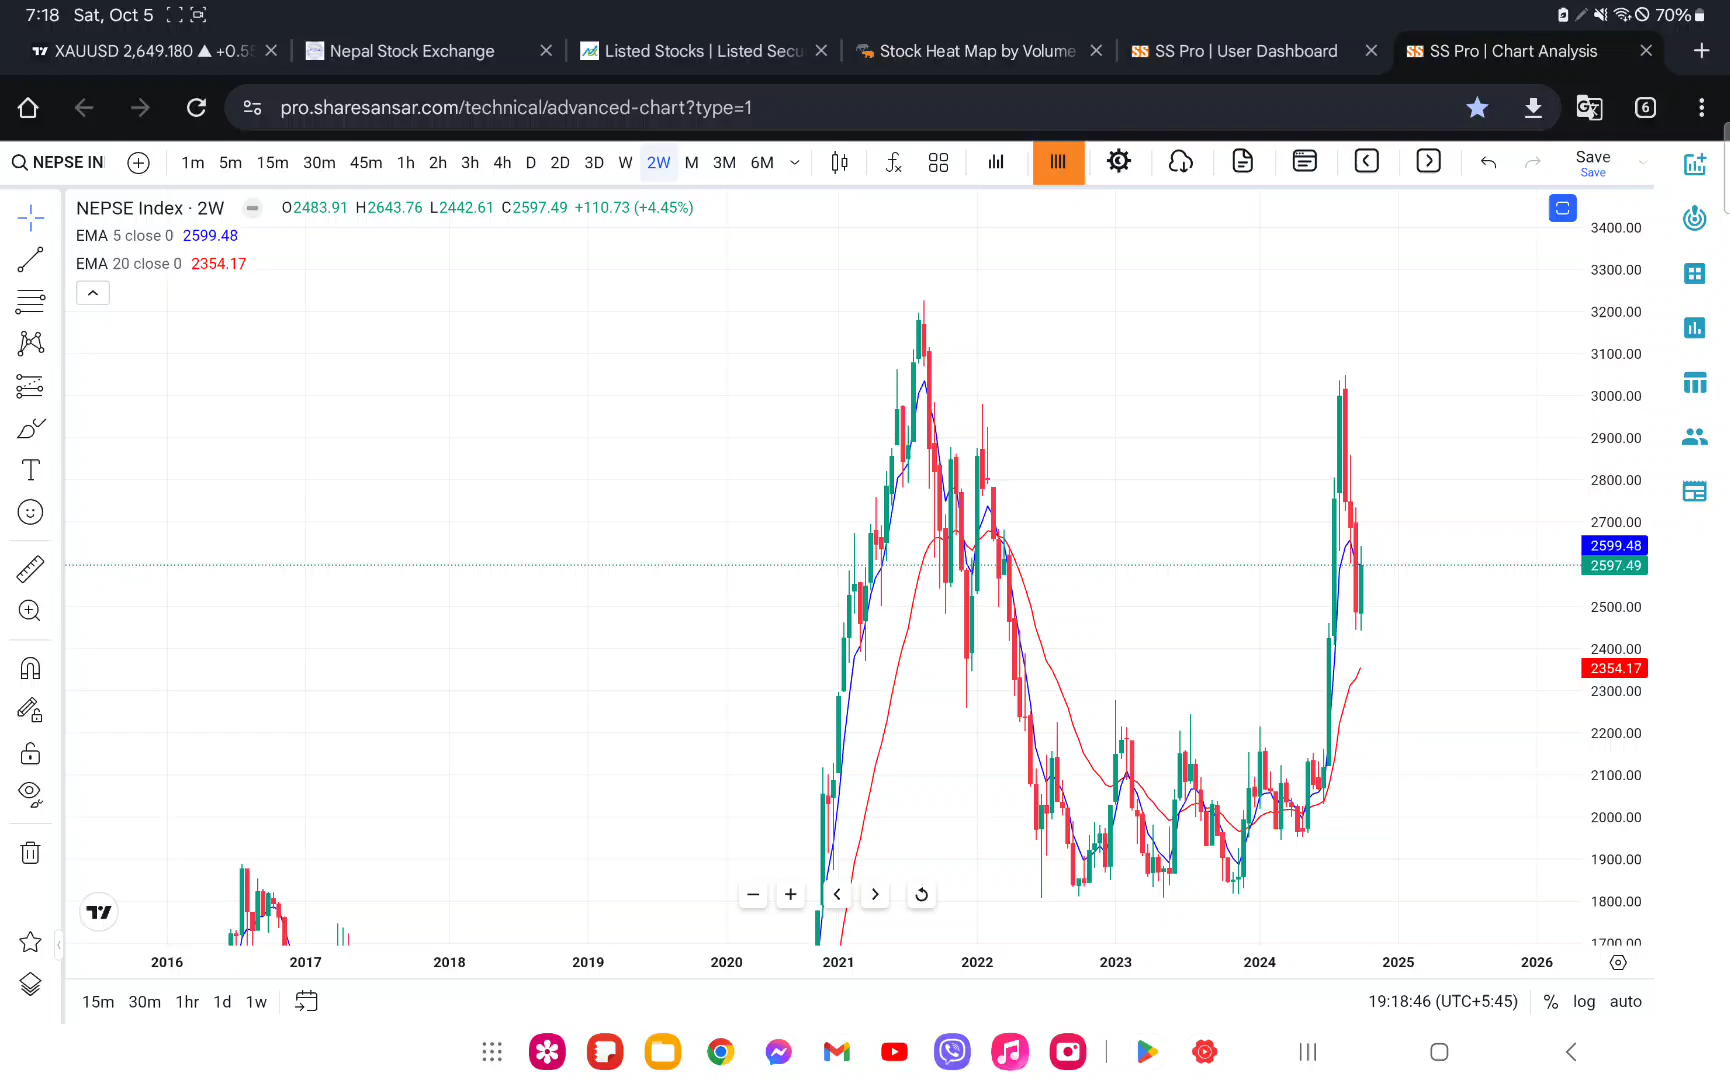 7:18 Sat, Oct 5 70%
XAUUSD 2,649.180 ▲ +0.5
Nepal Stock Exchange
Listed Stocks | Listed Secu
Stock Heat Map by Volume
SS Pro | User Dashboard
SS Pro | Chart Analysis
pro.sharesansar.com/technical/advanced-chart?type=1 6
NEPSE IN 1m 5m 15m 30m 45m 1h 2h 3h 4h D 2D 3D W 2W M 3M 6M Save
Save
NEPSE Index · 2W O2483.91 H2643.76 L2442.61 C2597.49 +110.73 (+4.45%)
EMA 5 close 0 2599.48
EMA 20 close 0 2354.17
3400.00
3300.00
3200.00
3100.00
3000.00
2900.00
2800.00
2700.00
2599.48
2597.49
2500.00
2400.00
2354.17
2300.00
2200.00
2100.00
2000.00
1900.00
1800.00
1700.00
2016 2017 2018 2019 2020 2021 2022 2023 2024 2025 2026
15m 30m 1hr 1d 1w 19:18:46 (UTC+5:45) % log auto